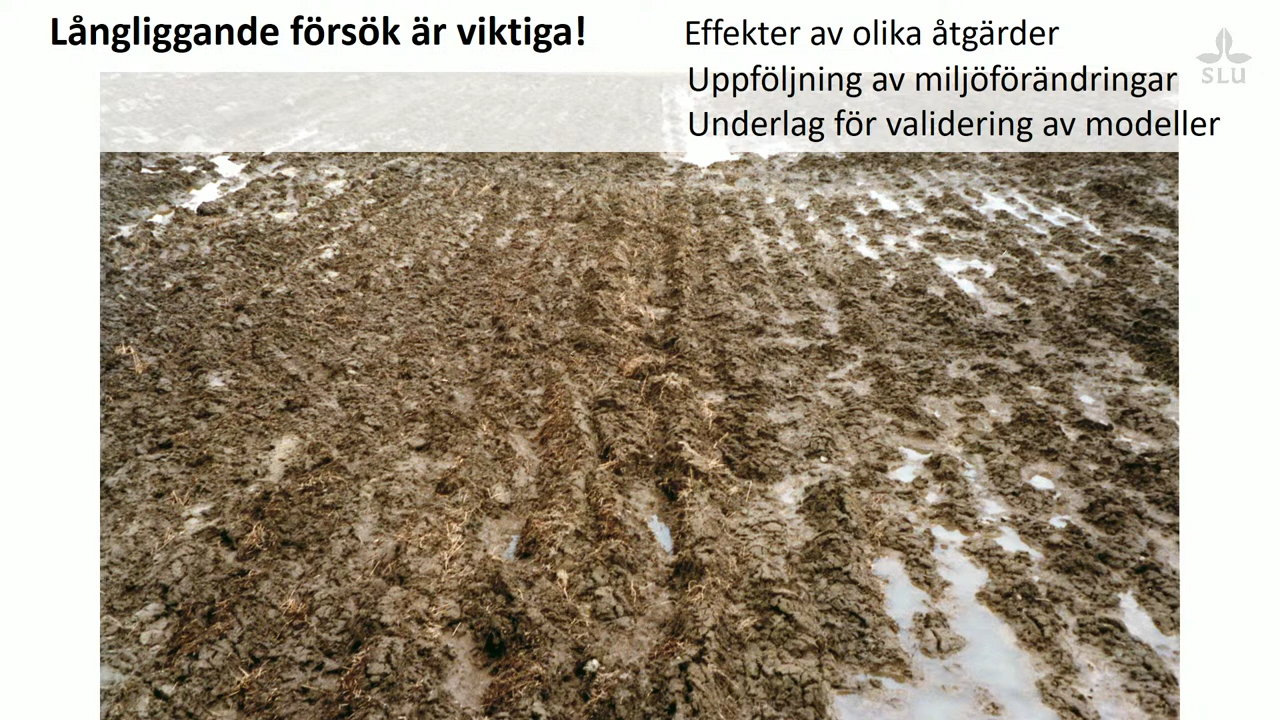 Långliggande försök är viktiga!
Effekter av olika åtgärder
Uppföljning av miljöförändringar
Underlag för validering av modeller
SLU